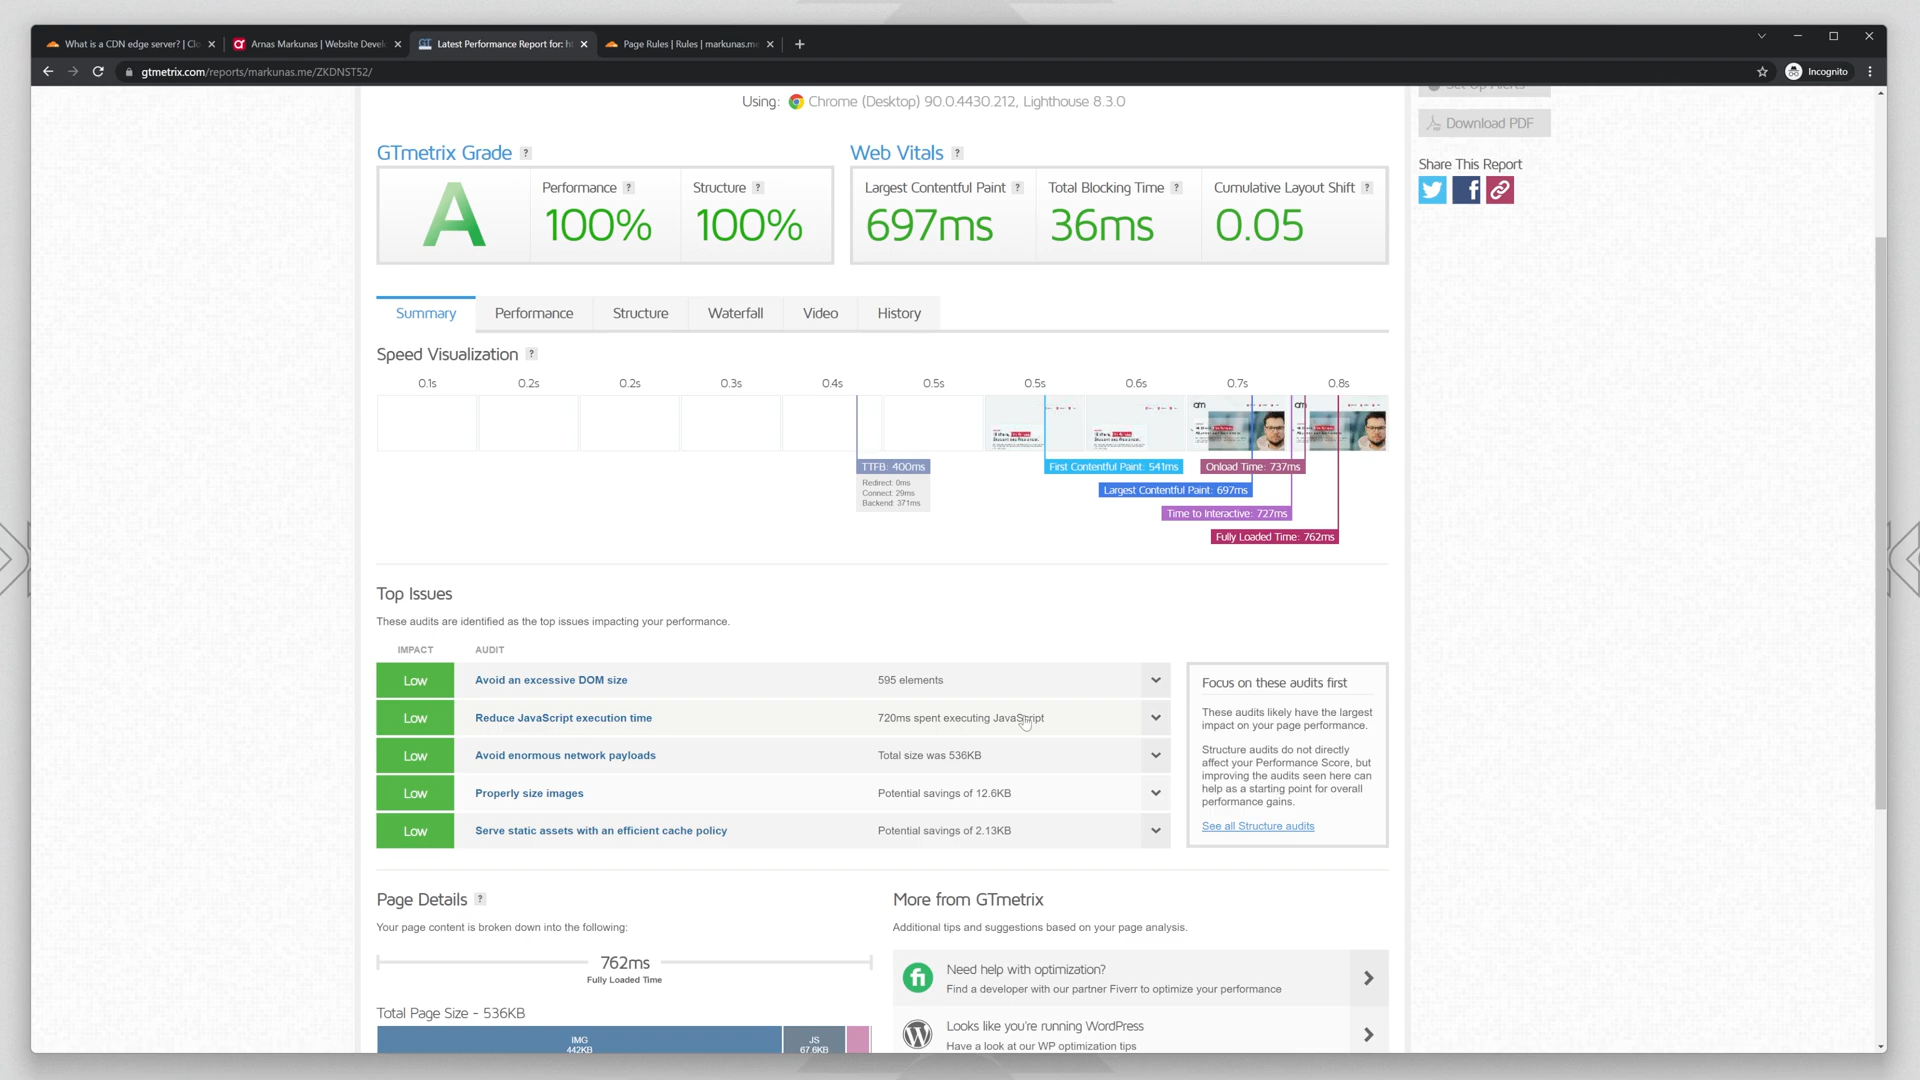 What is a CDN edge server? | Clo
Arnas Markunas | Website Devel
Latest Performance Report for: ht
Page Rules | Rules | markunas.me
gtmetrix.com/reports/markunas.me/ZKDNST52/
Incognito
Using: Chrome (Desktop) 90.0.4430.212, Lighthouse 8.3.0
Set Up Alerts
Download PDF
Share This Report
GTmetrix Grade ?
Web Vitals ?
A
Performance ?
100%
Structure ?
100%
Largest Contentful Paint ?
697ms
Total Blocking Time ?
36ms
Cumulative Layout Shift ?
0.05
Summary
Performance
Structure
Waterfall
Video
History
Speed Visualization ?
0.1s
0.2s
0.2s
0.3s
0.4s
0.5s
0.5s
0.6s
0.7s
0.8s
TTFB: 400ms
Redirect: 0ms
Connect: 29ms
Backend: 371ms
First Contentful Paint: 541ms
Onload Time: 737ms
Largest Contentful Paint: 697ms
Time to Interactive: 727ms
Fully Loaded Time: 762ms
Top Issues
These audits are identified as the top issues impacting your performance.
IMPACT
AUDIT
Low
Avoid an excessive DOM size
595 elements
Low
Reduce JavaScript execution time
720ms spent executing JavaScript
Low
Avoid enormous network payloads
Total size was 536KB
Low
Properly size images
Potential savings of 12.6KB
Low
Serve static assets with an efficient cache policy
Potential savings of 2.13KB
Focus on these audits first
These audits likely have the largest
impact on your page performance.
Structure audits do not directly
affect your Performance Score, but
improving the audits seen here can
help as a starting point for overall
performance gains.
See all Structure audits
Page Details ?
Your page content is broken down into the following:
762ms
Fully Loaded Time
Total Page Size - 536KB
IMG
442KB
JS
67.6KB
More from GTmetrix
Additional tips and suggestions based on your page analysis.
Need help with optimization?
Find a developer with our partner Fiverr to optimize your performance
Looks like you're running WordPress
Have a look at our WP optimization tips